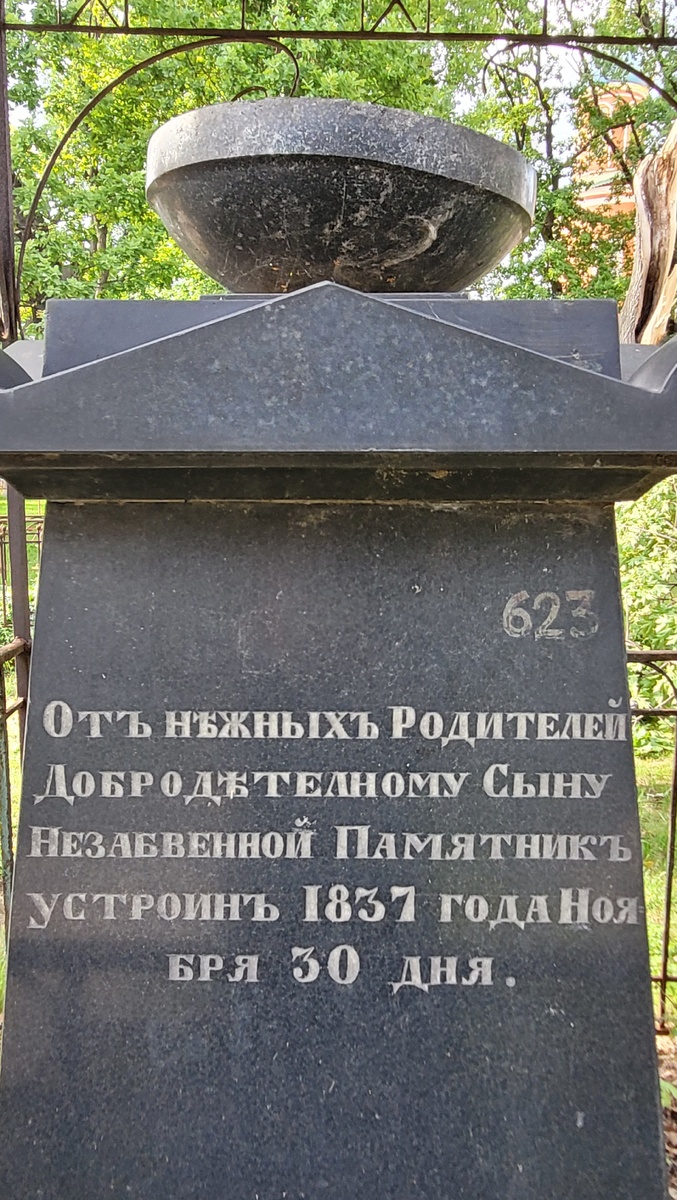 623
Отъ нѣжныхъ Родителей
Добродѣтелному Сыну
Незабвенной Памятникъ
устроинъ 1837 года Ноя-
бря 30 дня.